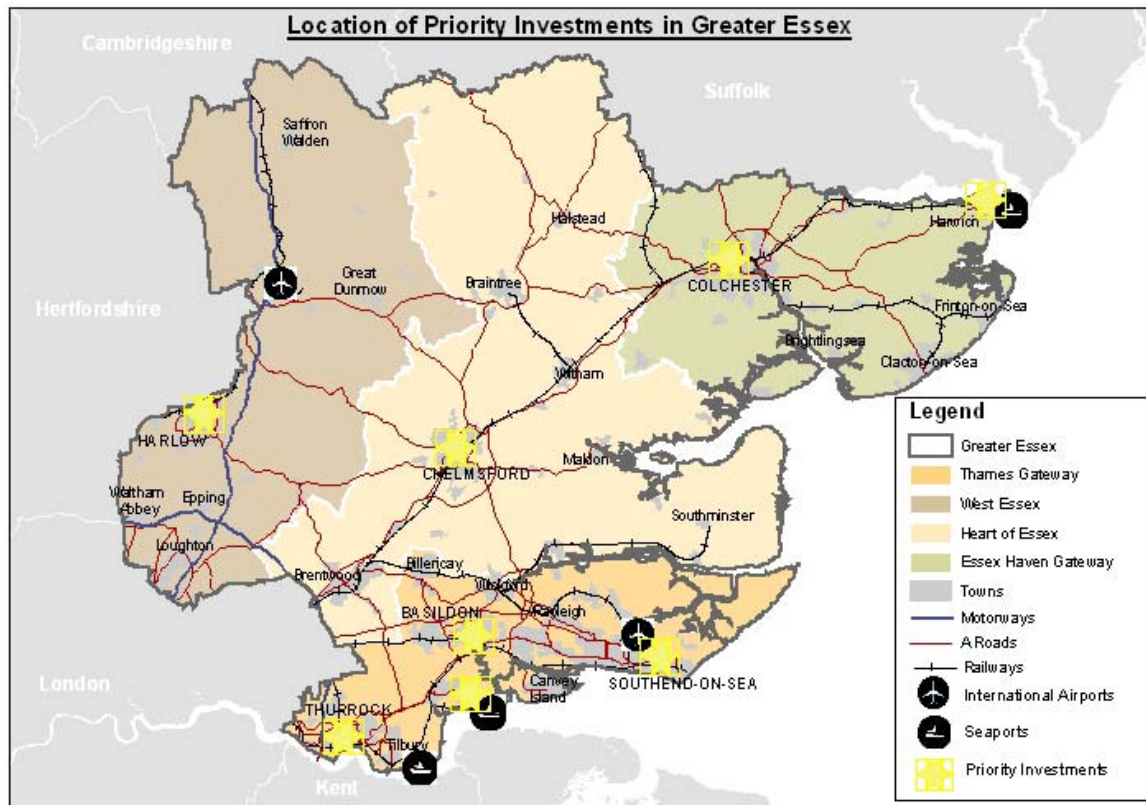 Location of Priority Investments in Greater Essex
Cambridgeshire
Suffolk
Saffron
Walden
Halstead
Harwich
Great
Dunmow
Braintree
COLCHESTER
Hertfordshire
Frinton-on-Sea
Brightlingsea
Clacton-on-Sea
Witham
HARLOW
CHELMSFORD
Maldon
Waltham
Abbey
Epping
Southminster
Loughton
Brentwood
Billericay
Wickford
BASILDON
Rayleigh
London
Canvey
Island
SOUTHEND-ON-SEA
THURROCK
Tilbury
Kent
Legend
Greater Essex
Thames Gateway
West Essex
Heart of Essex
Essex Haven Gateway
Towns
Motorways
A Roads
Railways
International Airports
Seaports
Priority Investments